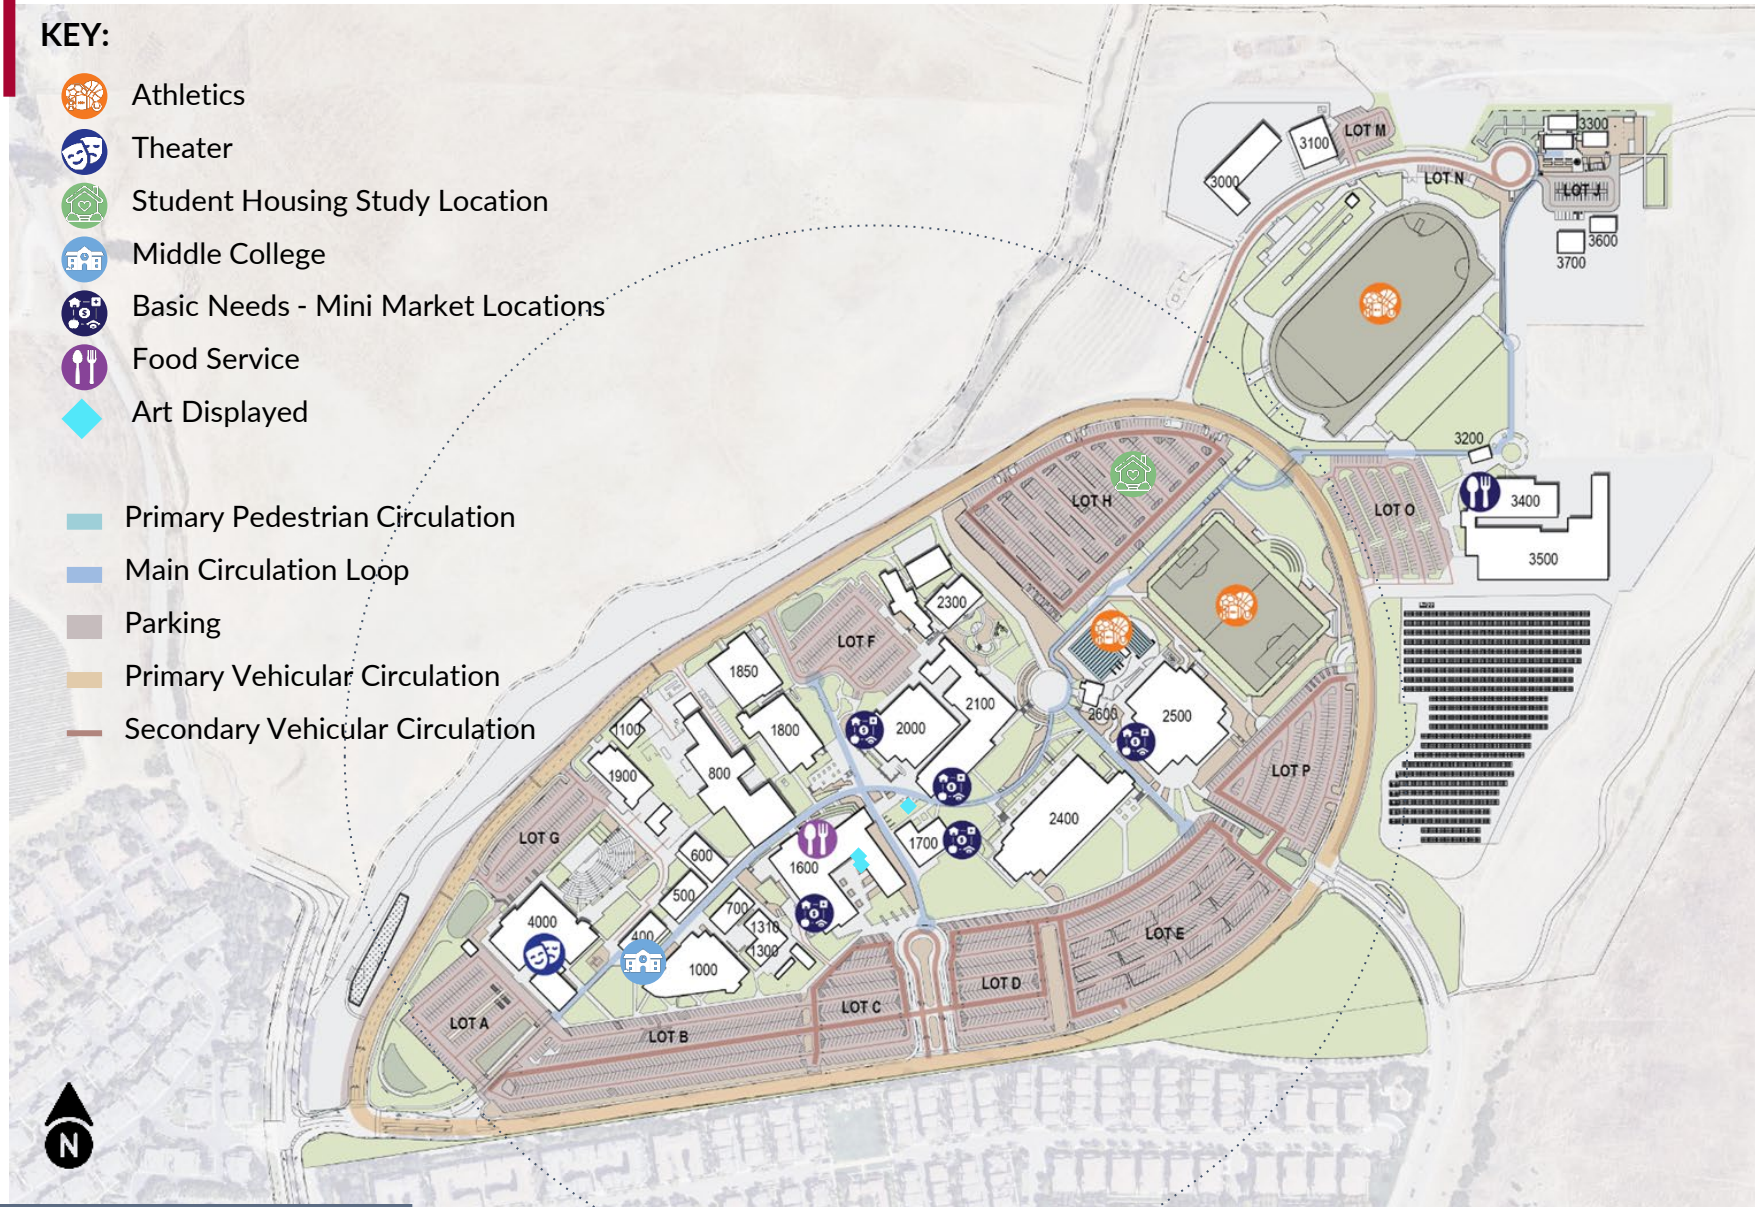 KEY:
Athletics
Theater
Student Housing Study Location
Middle College
Basic Needs - Mini Market Locations
Food Service
Art Displayed
Primary Pedestrian Circulation
Main Circulation Loop
Parking
Primary Vehicular Circulation
Secondary Vehicular Circulation
N
3300
LOT M
3100
3000
LOT N
LOT J
3600
3700
3200
LOT H
LOT O
3400
3500
2300
LOT F
1850
2100
2600
2500
1100
1800
2000
1900
800
LOT P
LOT G
2400
600
1700
1600
500
700
4000
1310
400
1300
LOT E
1000
LOT D
LOT C
LOT A
LOT B